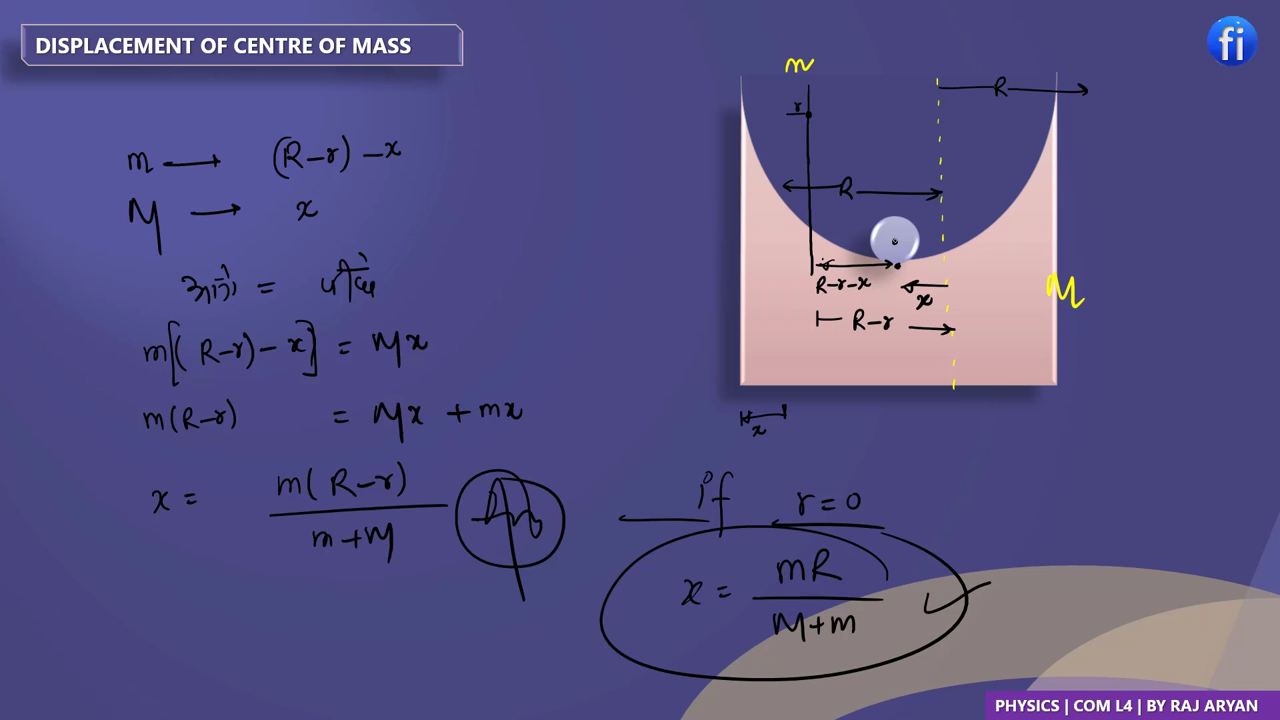 DISPLACEMENT OF CENTRE OF MASS
fi
m → (R-r) -x
M → x
m[(R-r)-x] = Mx
m(R-r) = Mx + mx
x = m(R-r) / m+M Ans
m
r
R
R
R-r-x
x
R-r
M
x
if r=0
x = mR / M+m
PHYSICS | COM L4 | BY RAJ ARYAN